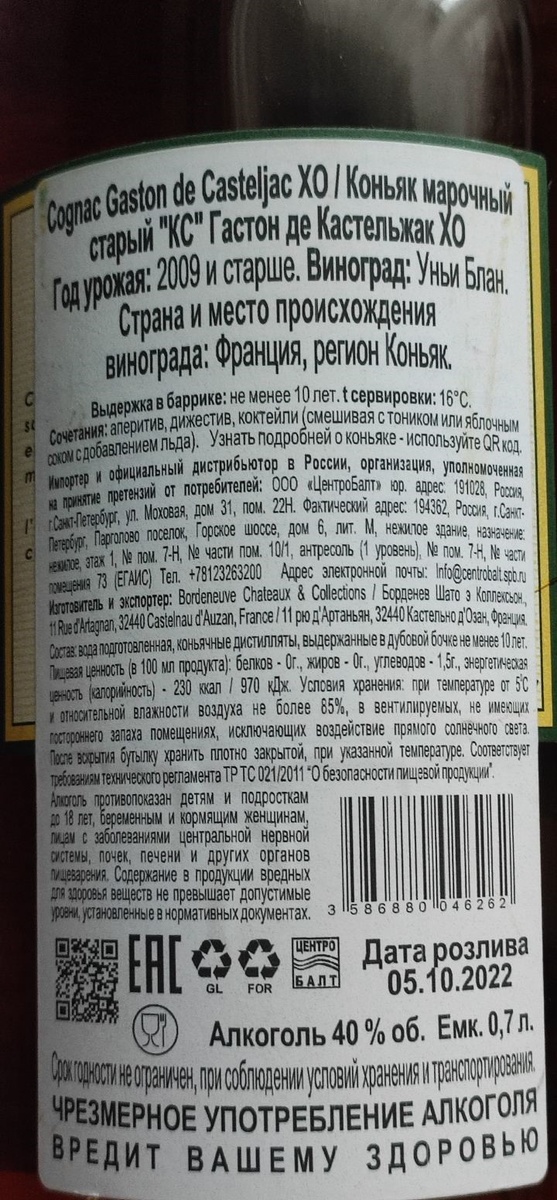 Cognac Gaston de Casteljac XO / Коньяк марочный
старый "КС" Гастон де Кастельжак XO
Год урожая: 2009 и старше. Виноград: Уньи Блан.
Страна и место происхождения
винограда: Франция, регион Коньяк.
Выдержка в баррике: не менее 10 лет. t сервировки: 16°C.
Сочетания: аперитив, дижестив, коктейли (смешивая с тоником или яблочным
соком с добавлением льда). Узнать подробней о коньяке - используйте QR код.
Импортер и официальный дистрибьютор в России, организация, уполномоченная
на принятие претензий от потребителей: ООО «ЦентроБалт» юр. адрес: 191028, Россия,
г.Санкт-Петербург, ул. Моховая, дом 31, пом. 22Н. Фактический адрес: 194362, Россия, г.Санкт-
Петербург, Парголово поселок, Горское шоссе, дом 6, лит. М, нежилое здание, назначение:
нежилое, этаж 1, № пом. 7-Н, № части пом. 10/1, антресоль (1 уровень), № пом. 7-Н, № части
помещения 73 (ЕГАИС) Тел. +78123263200 Адрес электронной почты: Info@centrobalt.spb.ru
Изготовитель и экспортер: Bordeneuve Chateaux & Collections / Борденев Шато э Коллексьон,
11 Rue d'Artagnan, 32440 Castelnau d'Auzan, France / 11 рю д'Артаньян, 32440 Кастельно д'Озан, Франция.
Состав: вода подготовленная, коньячные дистилляты, выдержанные в дубовой бочке не менее 10 лет.
Пищевая ценность (в 100 мл продукта): белков - 0г., жиров - 0г., углеводов - 1,5г., энергетическая
ценность (калорийность) - 230 ккал / 970 кДж. Условия хранения: при температуре от 5°C
и относительной влажности воздуха не более 85%, в вентилируемых, не имеющих
постороннего запаха помещениях, исключающих воздействие прямого солнечного света.
После вскрытия бутылку хранить плотно закрытой, при указанной температуре. Соответствует
требованиям технического регламента ТР ТС 021/2011 "О безопасности пищевой продукции".
Алкоголь противопоказан детям и подросткам
до 18 лет, беременным и кормящим женщинам,
лицам с заболеваниями центральной нервной
системы, почек, печени и других органов
пищеварения. Содержание в продукции вредных
для здоровья веществ не превышает допустимые
уровни, установленные в нормативных документах.
3 586880 046262
EAC
GL
FOR
ЦЕНТРО
БАЛТ
Дата розлива
05.10.2022
Алкоголь 40 % об. Емк. 0,7 л.
Срок годности не ограничен, при соблюдении условий хранения и транспортирования.
ЧРЕЗМЕРНОЕ УПОТРЕБЛЕНИЕ АЛКОГОЛЯ
ВРЕДИТ ВАШЕМУ ЗДОРОВЬЮ